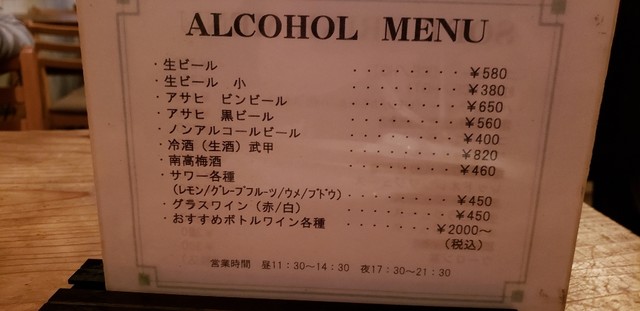 ALCOHOL MENU
・生ビール ・・・・・・・・￥580
・生ビール 小 ・・・・・・・・￥380
・アサヒ ビンビール ・・・・・・・￥650
・アサヒ 黒ビール ・・・・・・・￥560
・ノンアルコールビール ・・・・・・・￥400
・冷酒（生酒）武甲 ・・・・・・・￥820
・南高梅酒 ・・・・・・・￥460
・サワー各種
（レモン/グレープフルーツ/ウメ/ブドウ）・・・・・・・￥450
・グラスワイン（赤/白） ・・・・・・・￥450
・おすすめボトルワイン各種 ・・・・・・￥2000～
（税込）
営業時間 昼11：30～14：30 夜17：30～21：30